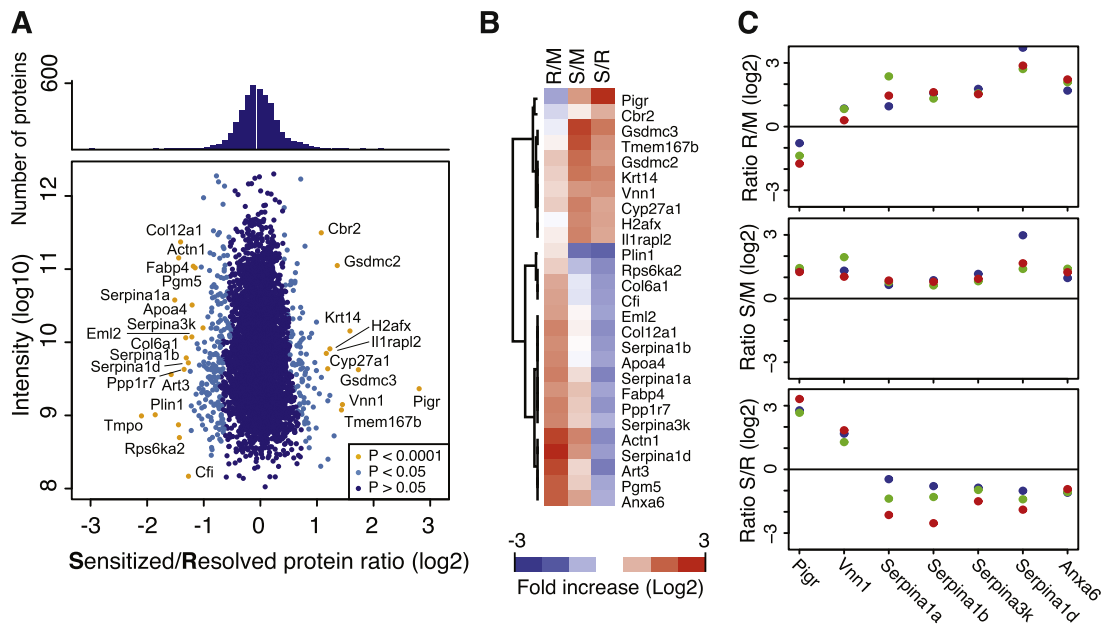 A
Number of proteins
600
Intensity (log10)
12
11
10
9
8
Col12a1
Actn1
Fabp4
Pgm5
Serpina1a
Apoa4
Serpina3k
Eml2
Col6a1
Serpina1b
Serpina1d
Ppp1r7
Art3
Plin1
Tmpo
Rps6ka2
Cfi
Cbr2
Gsdmc2
Krt14
H2afx
Il1rapl2
Cyp27a1
Gsdmc3
Pigr
Vnn1
Tmem167b
P < 0.0001
P < 0.05
P > 0.05
-3 -2 -1 0 1 2 3
Sensitized/Resolved protein ratio (log2)
B
R/M S/M S/R
Pigr
Cbr2
Gsdmc3
Tmem167b
Gsdmc2
Krt14
Vnn1
Cyp27a1
H2afx
Il1rapl2
Plin1
Rps6ka2
Col6a1
Cfi
Eml2
Col12a1
Serpina1b
Apoa4
Serpina1a
Fabp4
Ppp1r7
Serpina3k
Actn1
Serpina1d
Art3
Pgm5
Anxa6
-3 3
Fold increase (Log2)
C
Ratio R/M (log2)
3
0
−3
Ratio S/M (log2)
3
0
−3
Ratio S/R (log2)
3
0
−3
Pigr
Vnn1
Serpina1a
Serpina1b
Serpina3k
Serpina1d
Anxa6